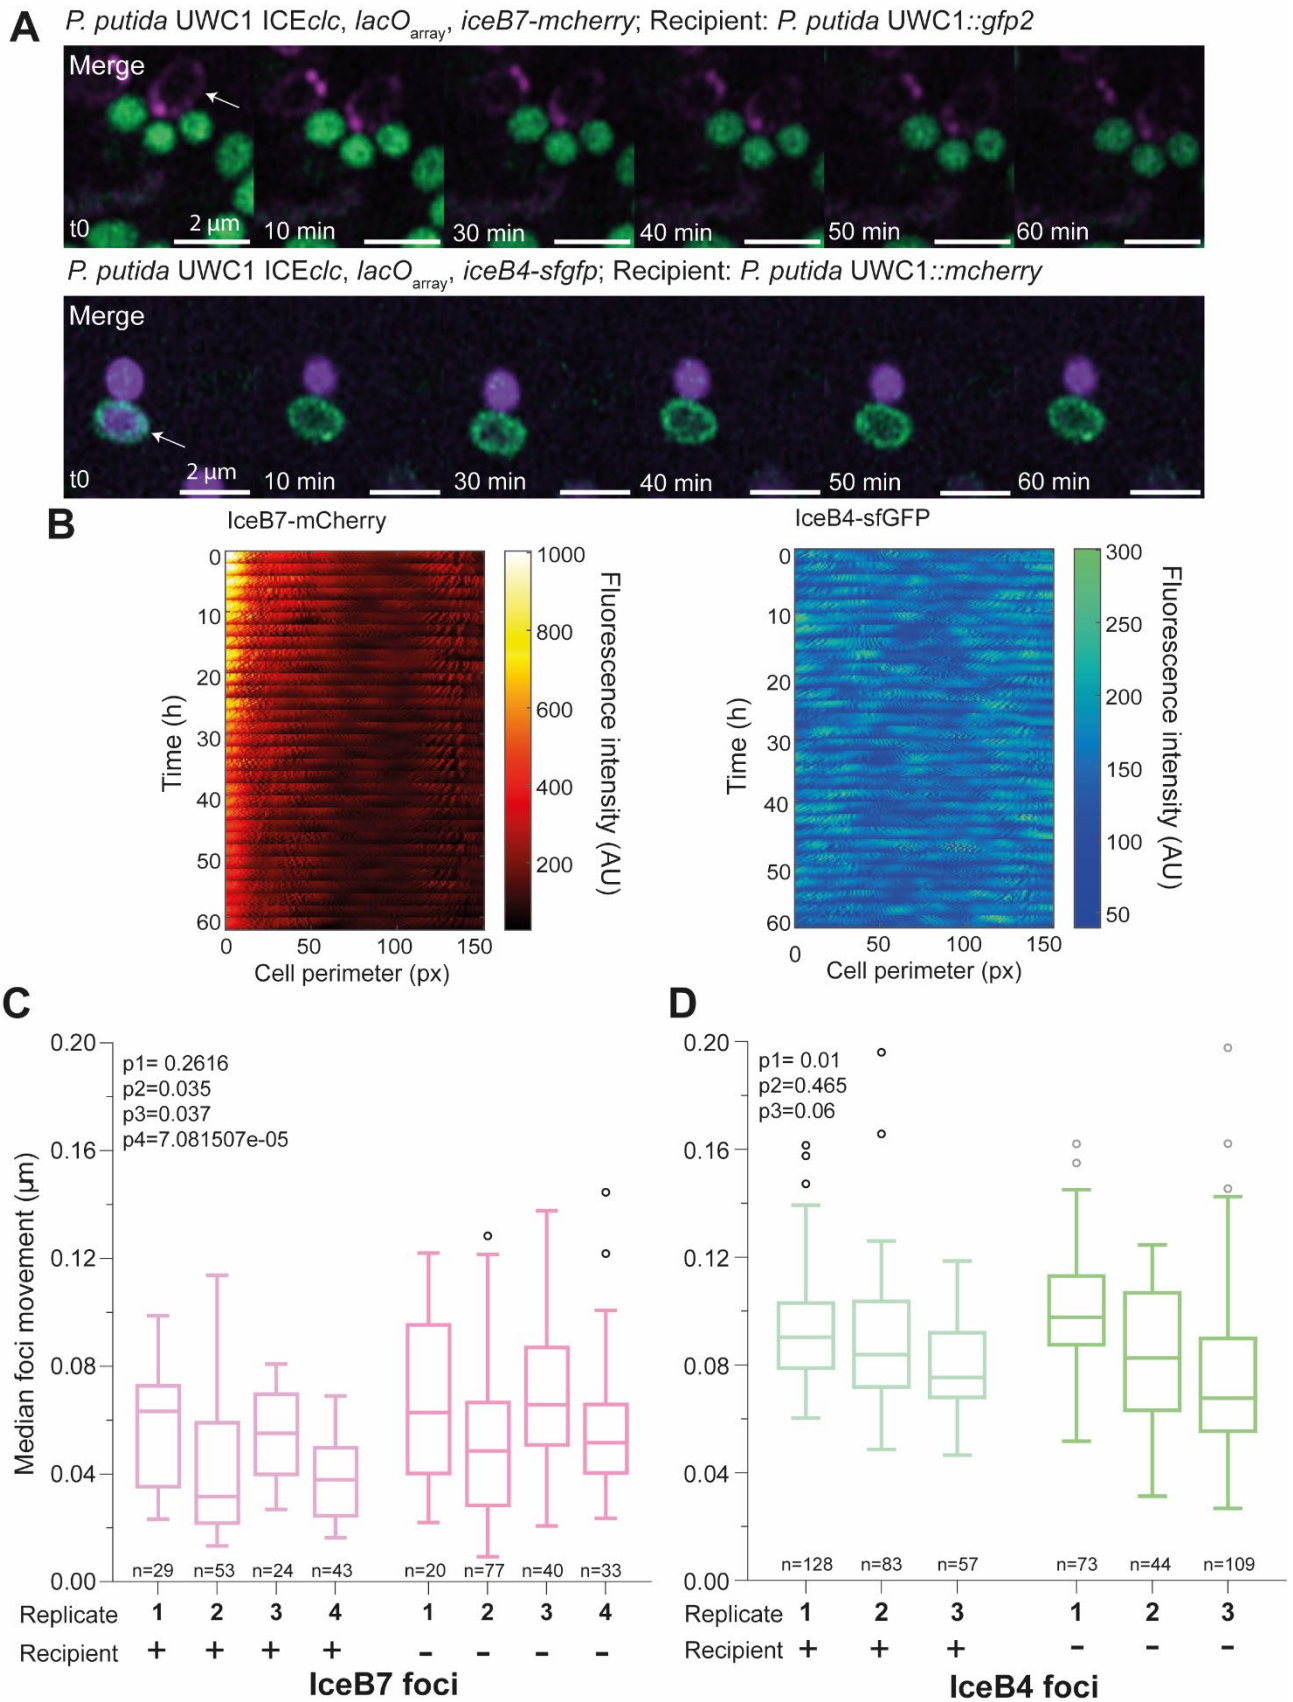 A
P. putida UWC1 ICEclc, lacOarray, iceB7-mcherry; Recipient: P. putida UWC1::gfp2
Merge
t0 2 µm 10 min 30 min 40 min 50 min 60 min
P. putida UWC1 ICEclc, lacOarray, iceB4-sfgfp; Recipient: P. putida UWC1::mcherry
Merge
t0 2 µm 10 min 30 min 40 min 50 min 60 min
B
IceB7-mCherry
0
10
20
30
40
50
60
Time (h)
0 50 100 150
Cell perimeter (px)
1000
800
600
400
200
Fluorescence intensity (AU)
IceB4-sfGFP
0
10
20
30
40
50
60
Time (h)
0 50 100 150
Cell perimeter (px)
300
250
200
150
100
50
Fluorescence intensity (AU)
C
0.20
0.16
0.12
0.08
0.04
0.00
Median foci movement (µm)
p1= 0.2616
p2=0.035
p3=0.037
p4=7.081507e-05
n=29 n=53 n=24 n=43 n=20 n=77 n=40 n=33
Replicate 1 2 3 4 1 2 3 4
Recipient + + + + - - - -
IceB7 foci
D
0.20
0.16
0.12
0.08
0.04
0.00
p1= 0.01
p2=0.465
p3=0.06
n=128 n=83 n=57 n=73 n=44 n=109
Replicate 1 2 3 1 2 3
Recipient + + + - - -
IceB4 foci